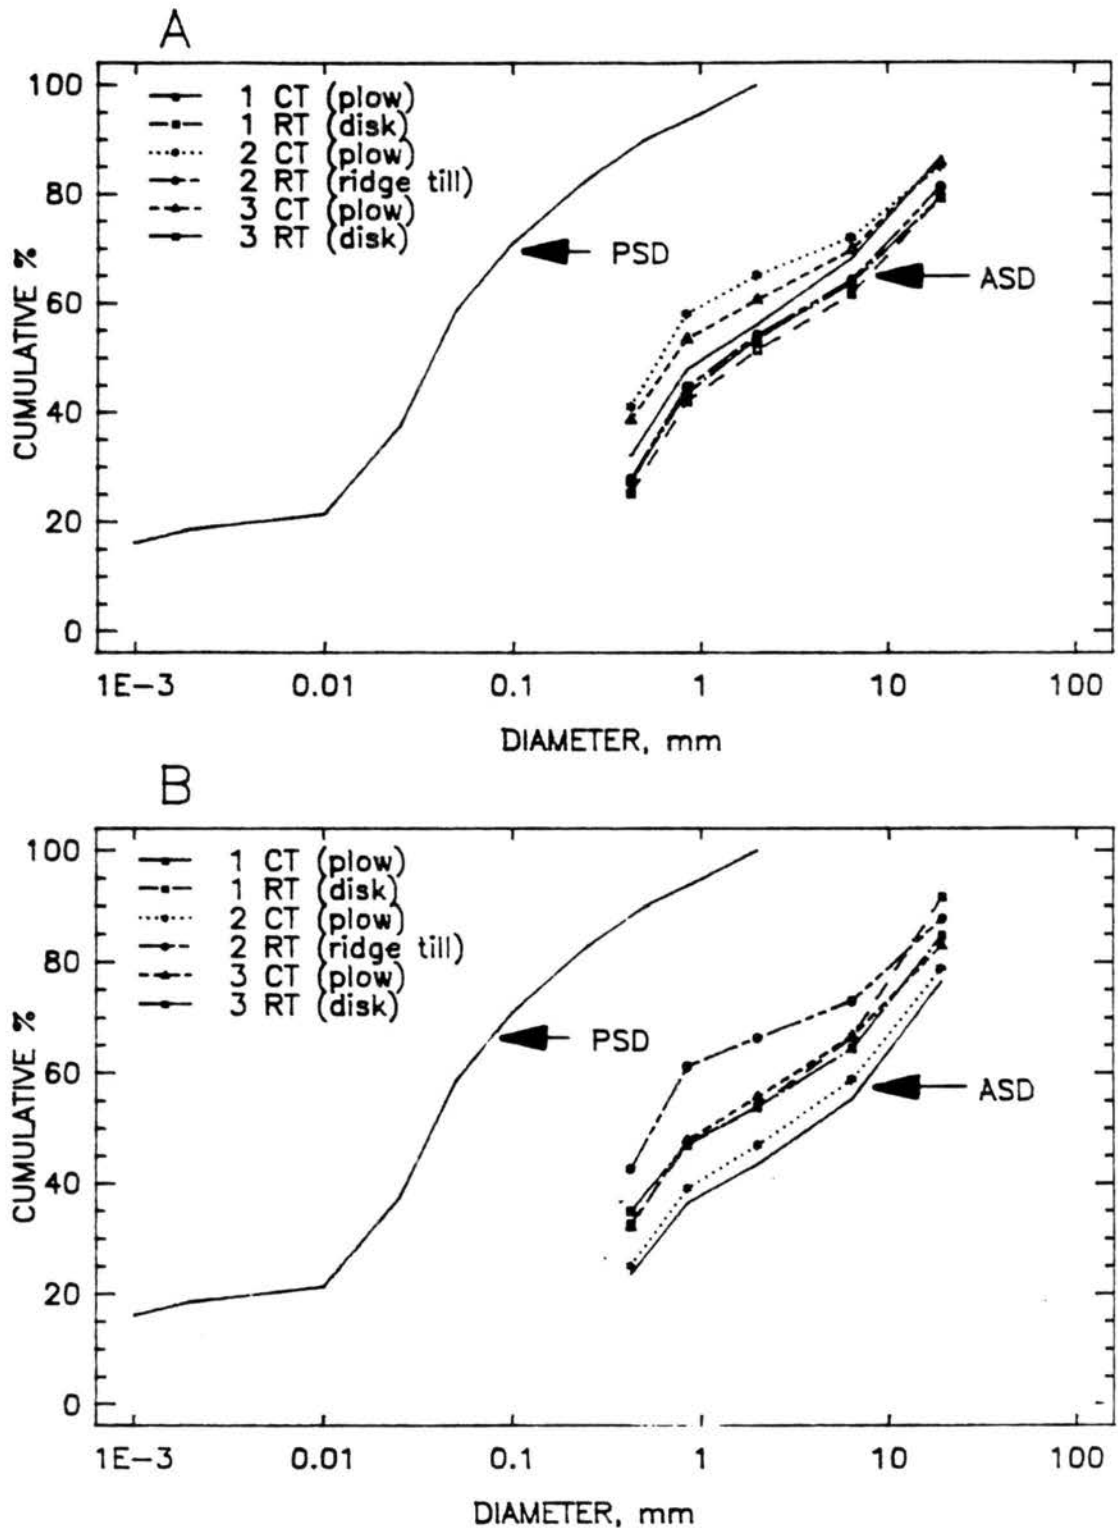 A
100
80
60
40
20
0
CUMULATIVE %
1 CT (plow)
1 RT (disk)
2 CT (plow)
2 RT (ridge till)
3 CT (plow)
3 RT (disk)
PSD
ASD
1E-3 0.01 0.1 1 10 100
DIAMETER, mm
B
100
80
60
40
20
0
CUMULATIVE %
1 CT (plow)
1 RT (disk)
2 CT (plow)
2 RT (ridge till)
3 CT (plow)
3 RT (disk)
PSD
ASD
1E-3 0.01 0.1 1 10 100
DIAMETER, mm